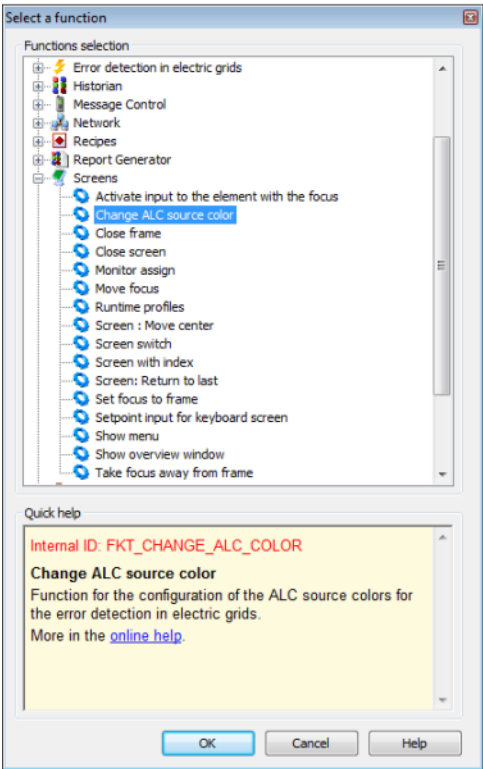 Select a function
Functions selection
Error detection in electric grids
Historian
Message Control
Network
Recipes
Report Generator
Screens
Activate input to the element with the focus
Change ALC source color
Close frame
Close screen
Monitor assign
Move focus
Runtime profiles
Screen : Move center
Screen switch
Screen with index
Screen: Return to last
Set focus to frame
Setpoint input for keyboard screen
Show menu
Show overview window
Take focus away from frame
Quick help
Internal ID: FKT_CHANGE_ALC_COLOR
Change ALC source color
Function for the configuration of the ALC source colors for
the error detection in electric grids.
More in the online help.
OK Cancel Help